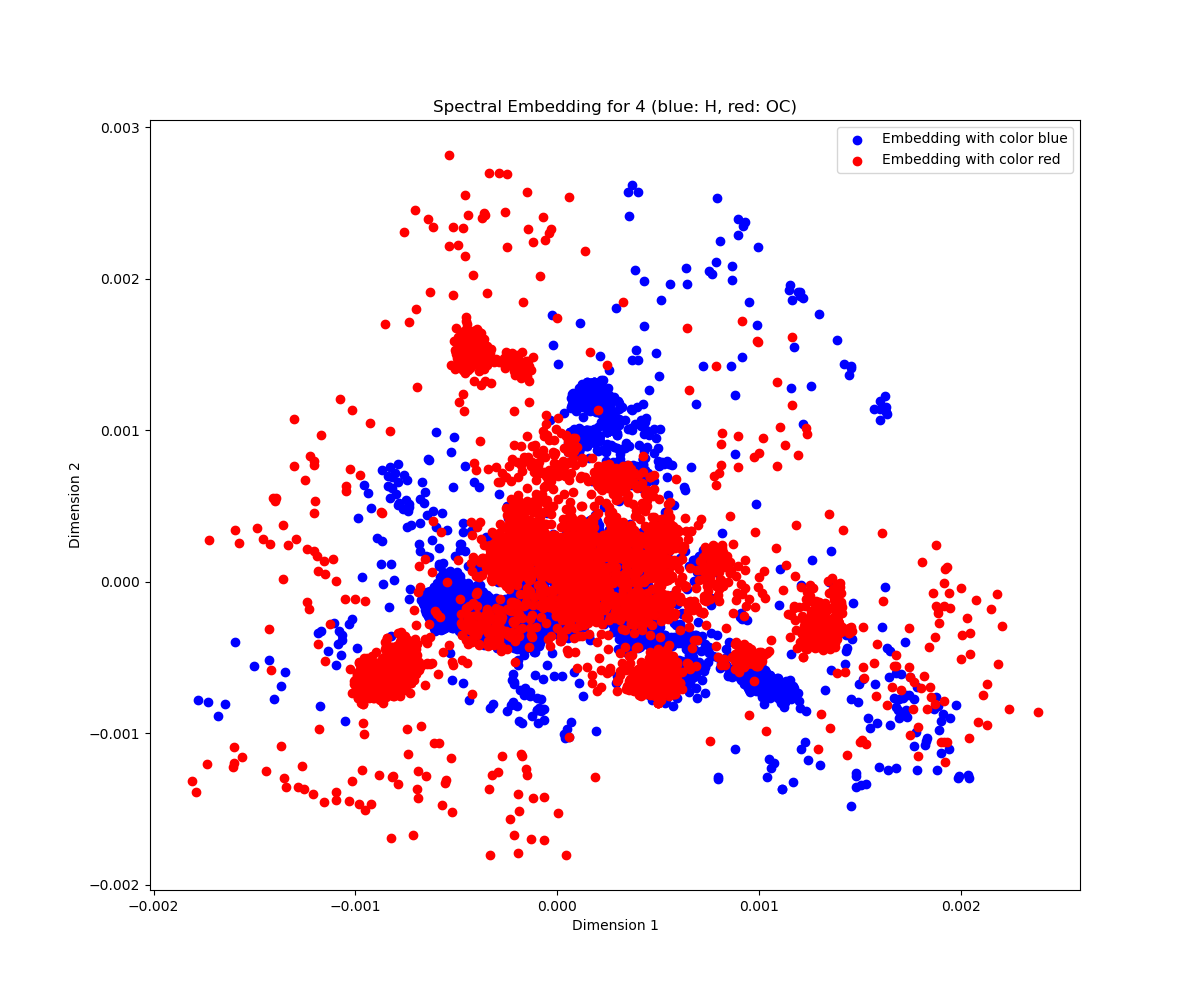 Spectral Embedding for 4 (blue: H, red: OC)
Embedding with color blue
Embedding with color red
0.003
0.002
0.001
0.000
−0.001
−0.002
Dimension 2
−0.002
−0.001
0.000
0.001
0.002
Dimension 1